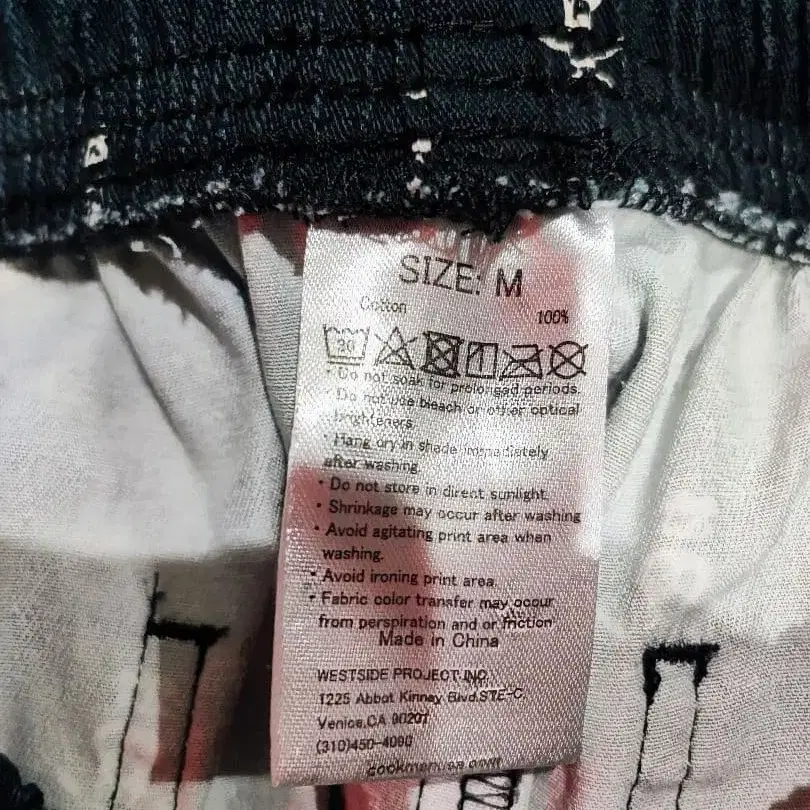 SIZE: M
Cotton 100%
30
• Do not soak for prolonged periods.
• Do not use bleach or other optical
brighteners.
• Hang dry in shade immediately
after washing.
• Do not store in direct sunlight.
• Shrinkage may occur after washing
• Avoid agitating print area when
washing.
• Avoid ironing print area.
• Fabric color transfer may occur
from perspiration and or friction
Made in China
WESTSIDE PROJECT INC.
1225 Abbot Kinney Blvd.STE-C,
Venice,CA 90291
(310)450-4090
cookmanusa.com